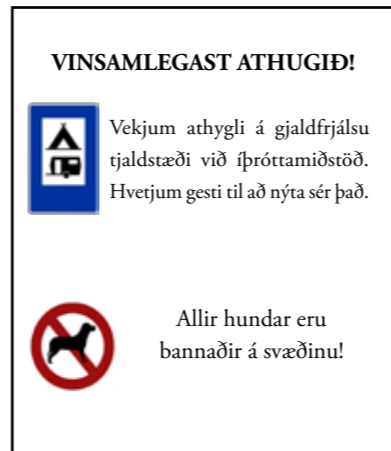 VINSAMLEGAST ATHUGIÐ!
Vekjum athygli á gjaldfrjálsu
tjaldstæði við íþróttamiðstöð.
Hvetjum gesti til að nýta sér það.
Allir hundar eru
bannaðir á svæðinu!